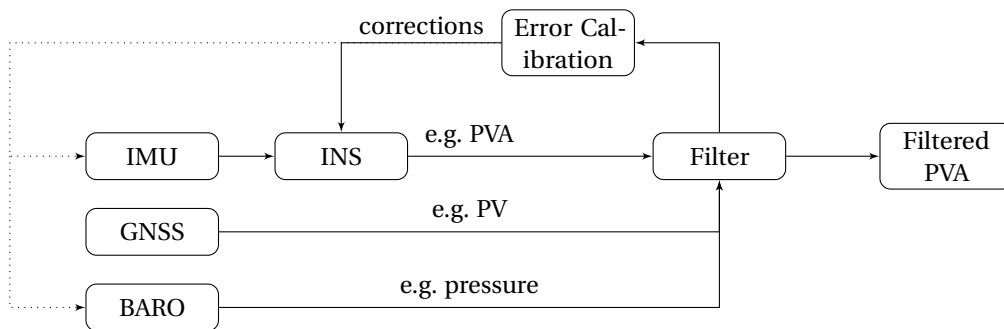 corrections
Error Cal-
ibration
IMU
INS
e.g. PVA
Filter
Filtered
PVA
GNSS
e.g. PV
BARO
e.g. pressure